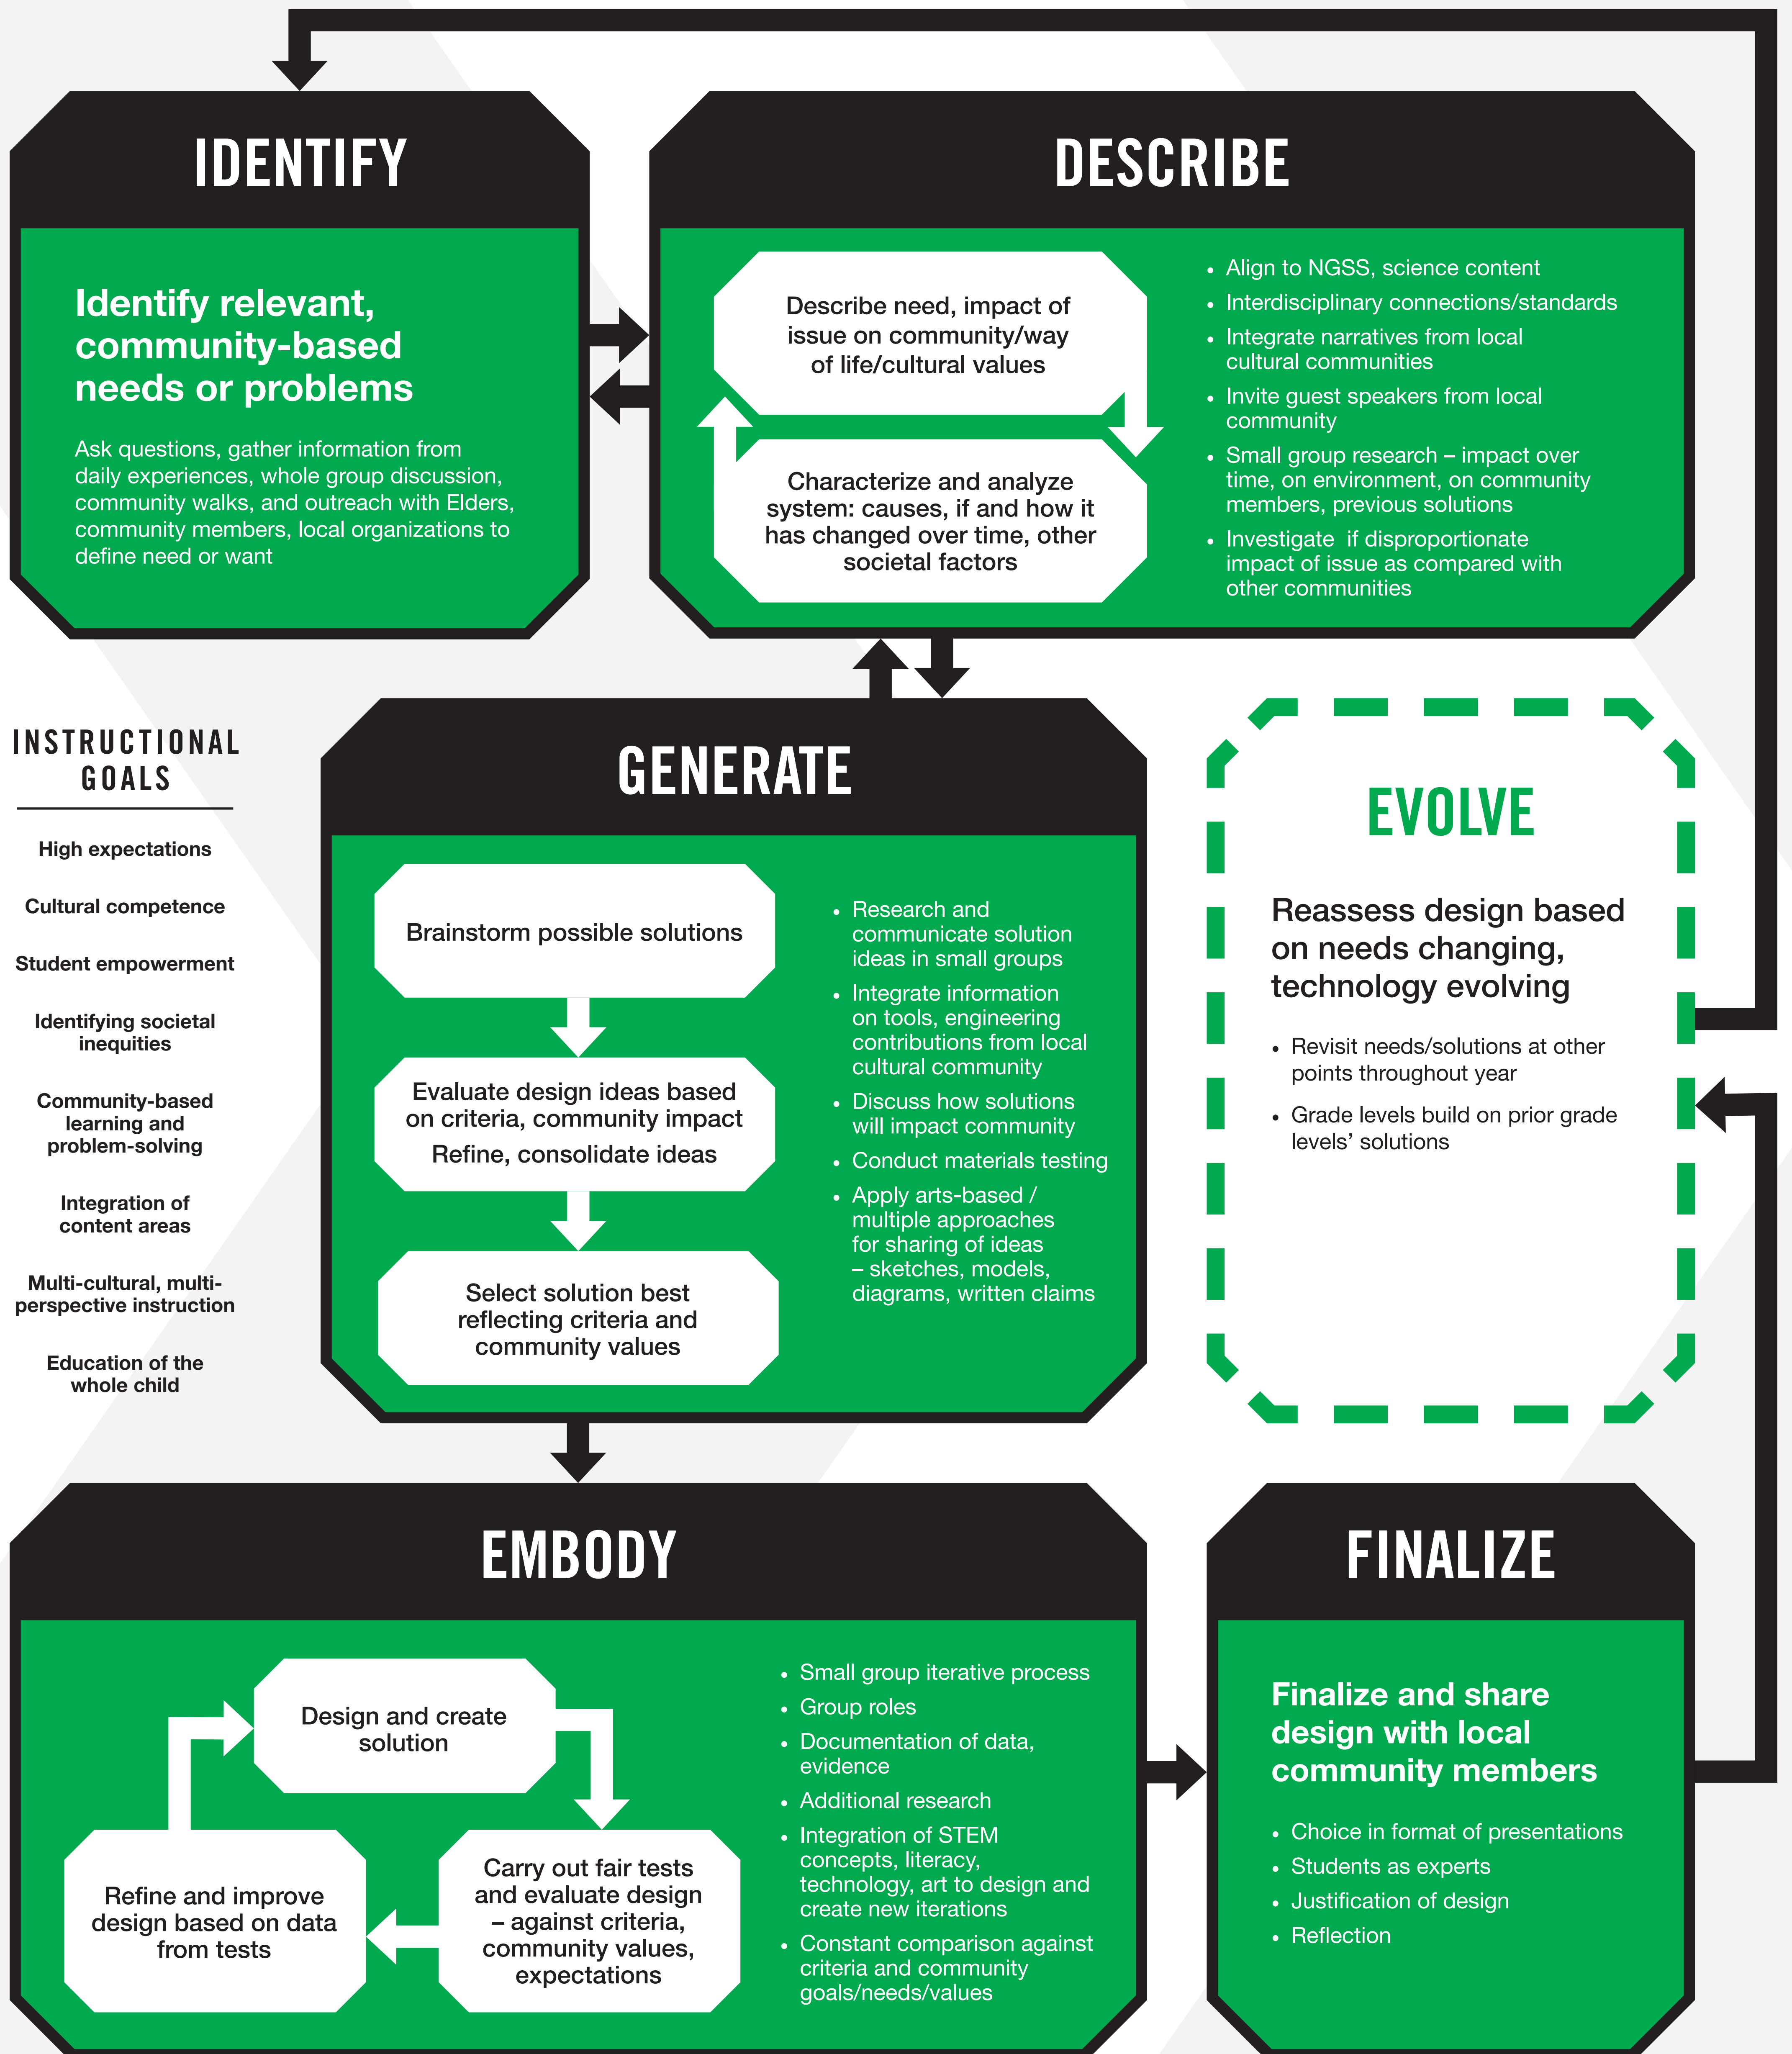 IDENTIFY
Identify relevant,
community-based
needs or problems
Ask questions, gather information from
daily experiences, whole group discussion,
community walks, and outreach with Elders,
community members, local organizations to
define need or want
DESCRIBE
Describe need, impact of
issue on community/way
of life/cultural values
Characterize and analyze
system: causes, if and how it
has changed over time, other
societal factors
• Align to NGSS, science content
• Interdisciplinary connections/standards
• Integrate narratives from local
cultural communities
• Invite guest speakers from local
community
• Small group research – impact over
time, on environment, on community
members, previous solutions
• Investigate if disproportionate
impact of issue as compared with
other communities
INSTRUCTIONAL
GOALS
High expectations
Cultural competence
Student empowerment
Identifying societal
inequities
Community-based
learning and
problem-solving
Integration of
content areas
Multi-cultural, multi-
perspective instruction
Education of the
whole child
GENERATE
Brainstorm possible solutions
Evaluate design ideas based
on criteria, community impact
Refine, consolidate ideas
Select solution best
reflecting criteria and
community values
• Research and
communicate solution
ideas in small groups
• Integrate information
on tools, engineering
contributions from local
cultural community
• Discuss how solutions
will impact community
• Conduct materials testing
• Apply arts-based /
multiple approaches
for sharing of ideas
– sketches, models,
diagrams, written claims
EVOLVE
Reassess design based
on needs changing,
technology evolving
• Revisit needs/solutions at other
points throughout year
• Grade levels build on prior grade
levels’ solutions
EMBODY
Design and create
solution
Carry out fair tests
and evaluate design
– against criteria,
community values,
expectations
Refine and improve
design based on data
from tests
• Small group iterative process
• Group roles
• Documentation of data,
evidence
• Additional research
• Integration of STEM
concepts, literacy,
technology, art to design and
create new iterations
• Constant comparison against
criteria and community
goals/needs/values
FINALIZE
Finalize and share
design with local
community members
• Choice in format of presentations
• Students as experts
• Justification of design
• Reflection